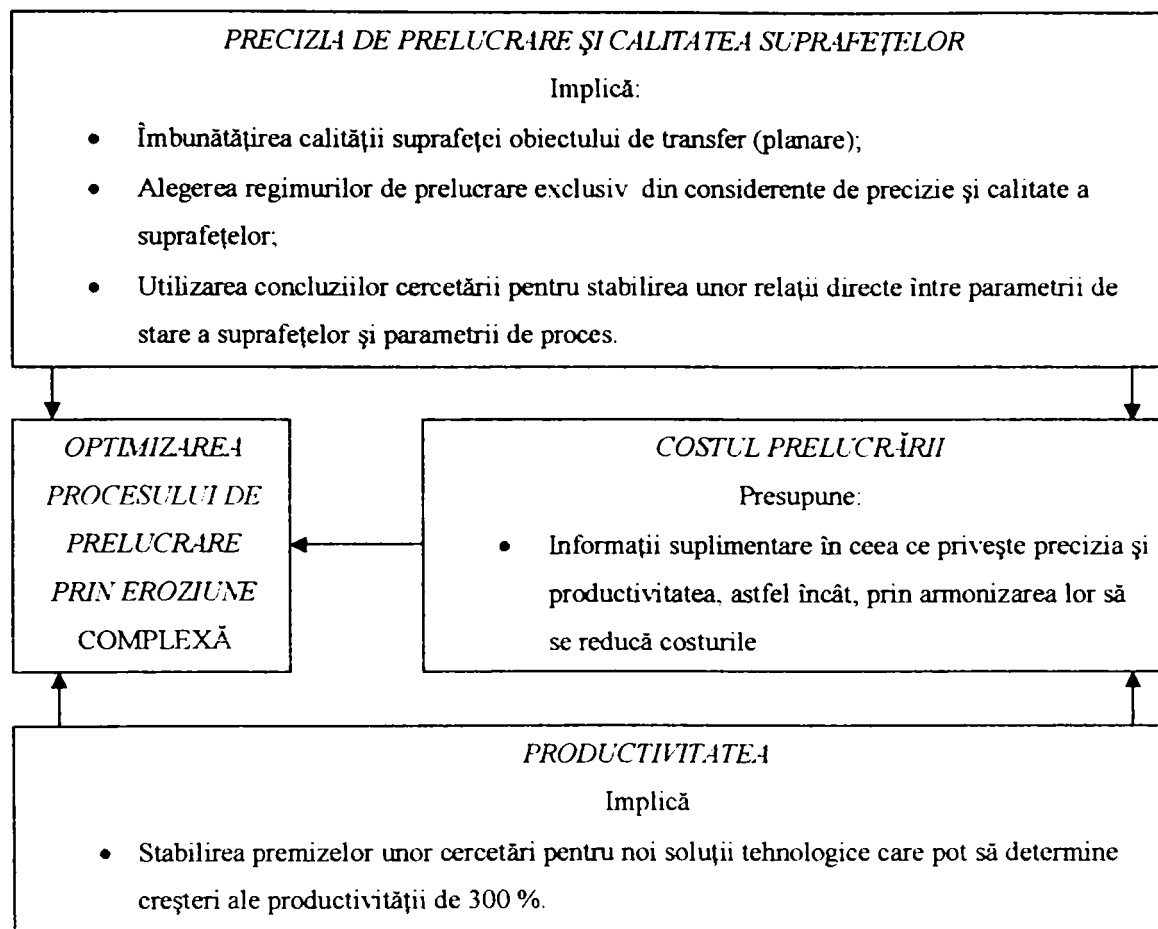 PRECIZIA DE PRELUCRARE ŞI CALITATEA SUPRAFEŢELOR
Implică:
• Îmbunătăţirea calităţii suprafeţei obiectului de transfer (planare);
• Alegerea regimurilor de prelucrare exclusiv din considerente de precizie şi calitate a
suprafeţelor;
• Utilizarea concluziilor cercetării pentru stabilirea unor relaţii directe între parametrii de
stare a suprafeţelor şi parametrii de proces.
OPTIMIZAREA
PROCESULUI DE
PRELUCRARE
PRIN EROZIUNE
COMPLEXĂ
COSTUL PRELUCRĂRII
Presupune:
• Informaţii suplimentare în ceea ce priveşte precizia şi
productivitatea, astfel încât, prin armonizarea lor să
se reducă costurile
PRODUCTIVITATEA
Implică
• Stabilirea premizelor unor cercetări pentru noi soluţii tehnologice care pot să determine
creşteri ale productivităţii de 300 %.